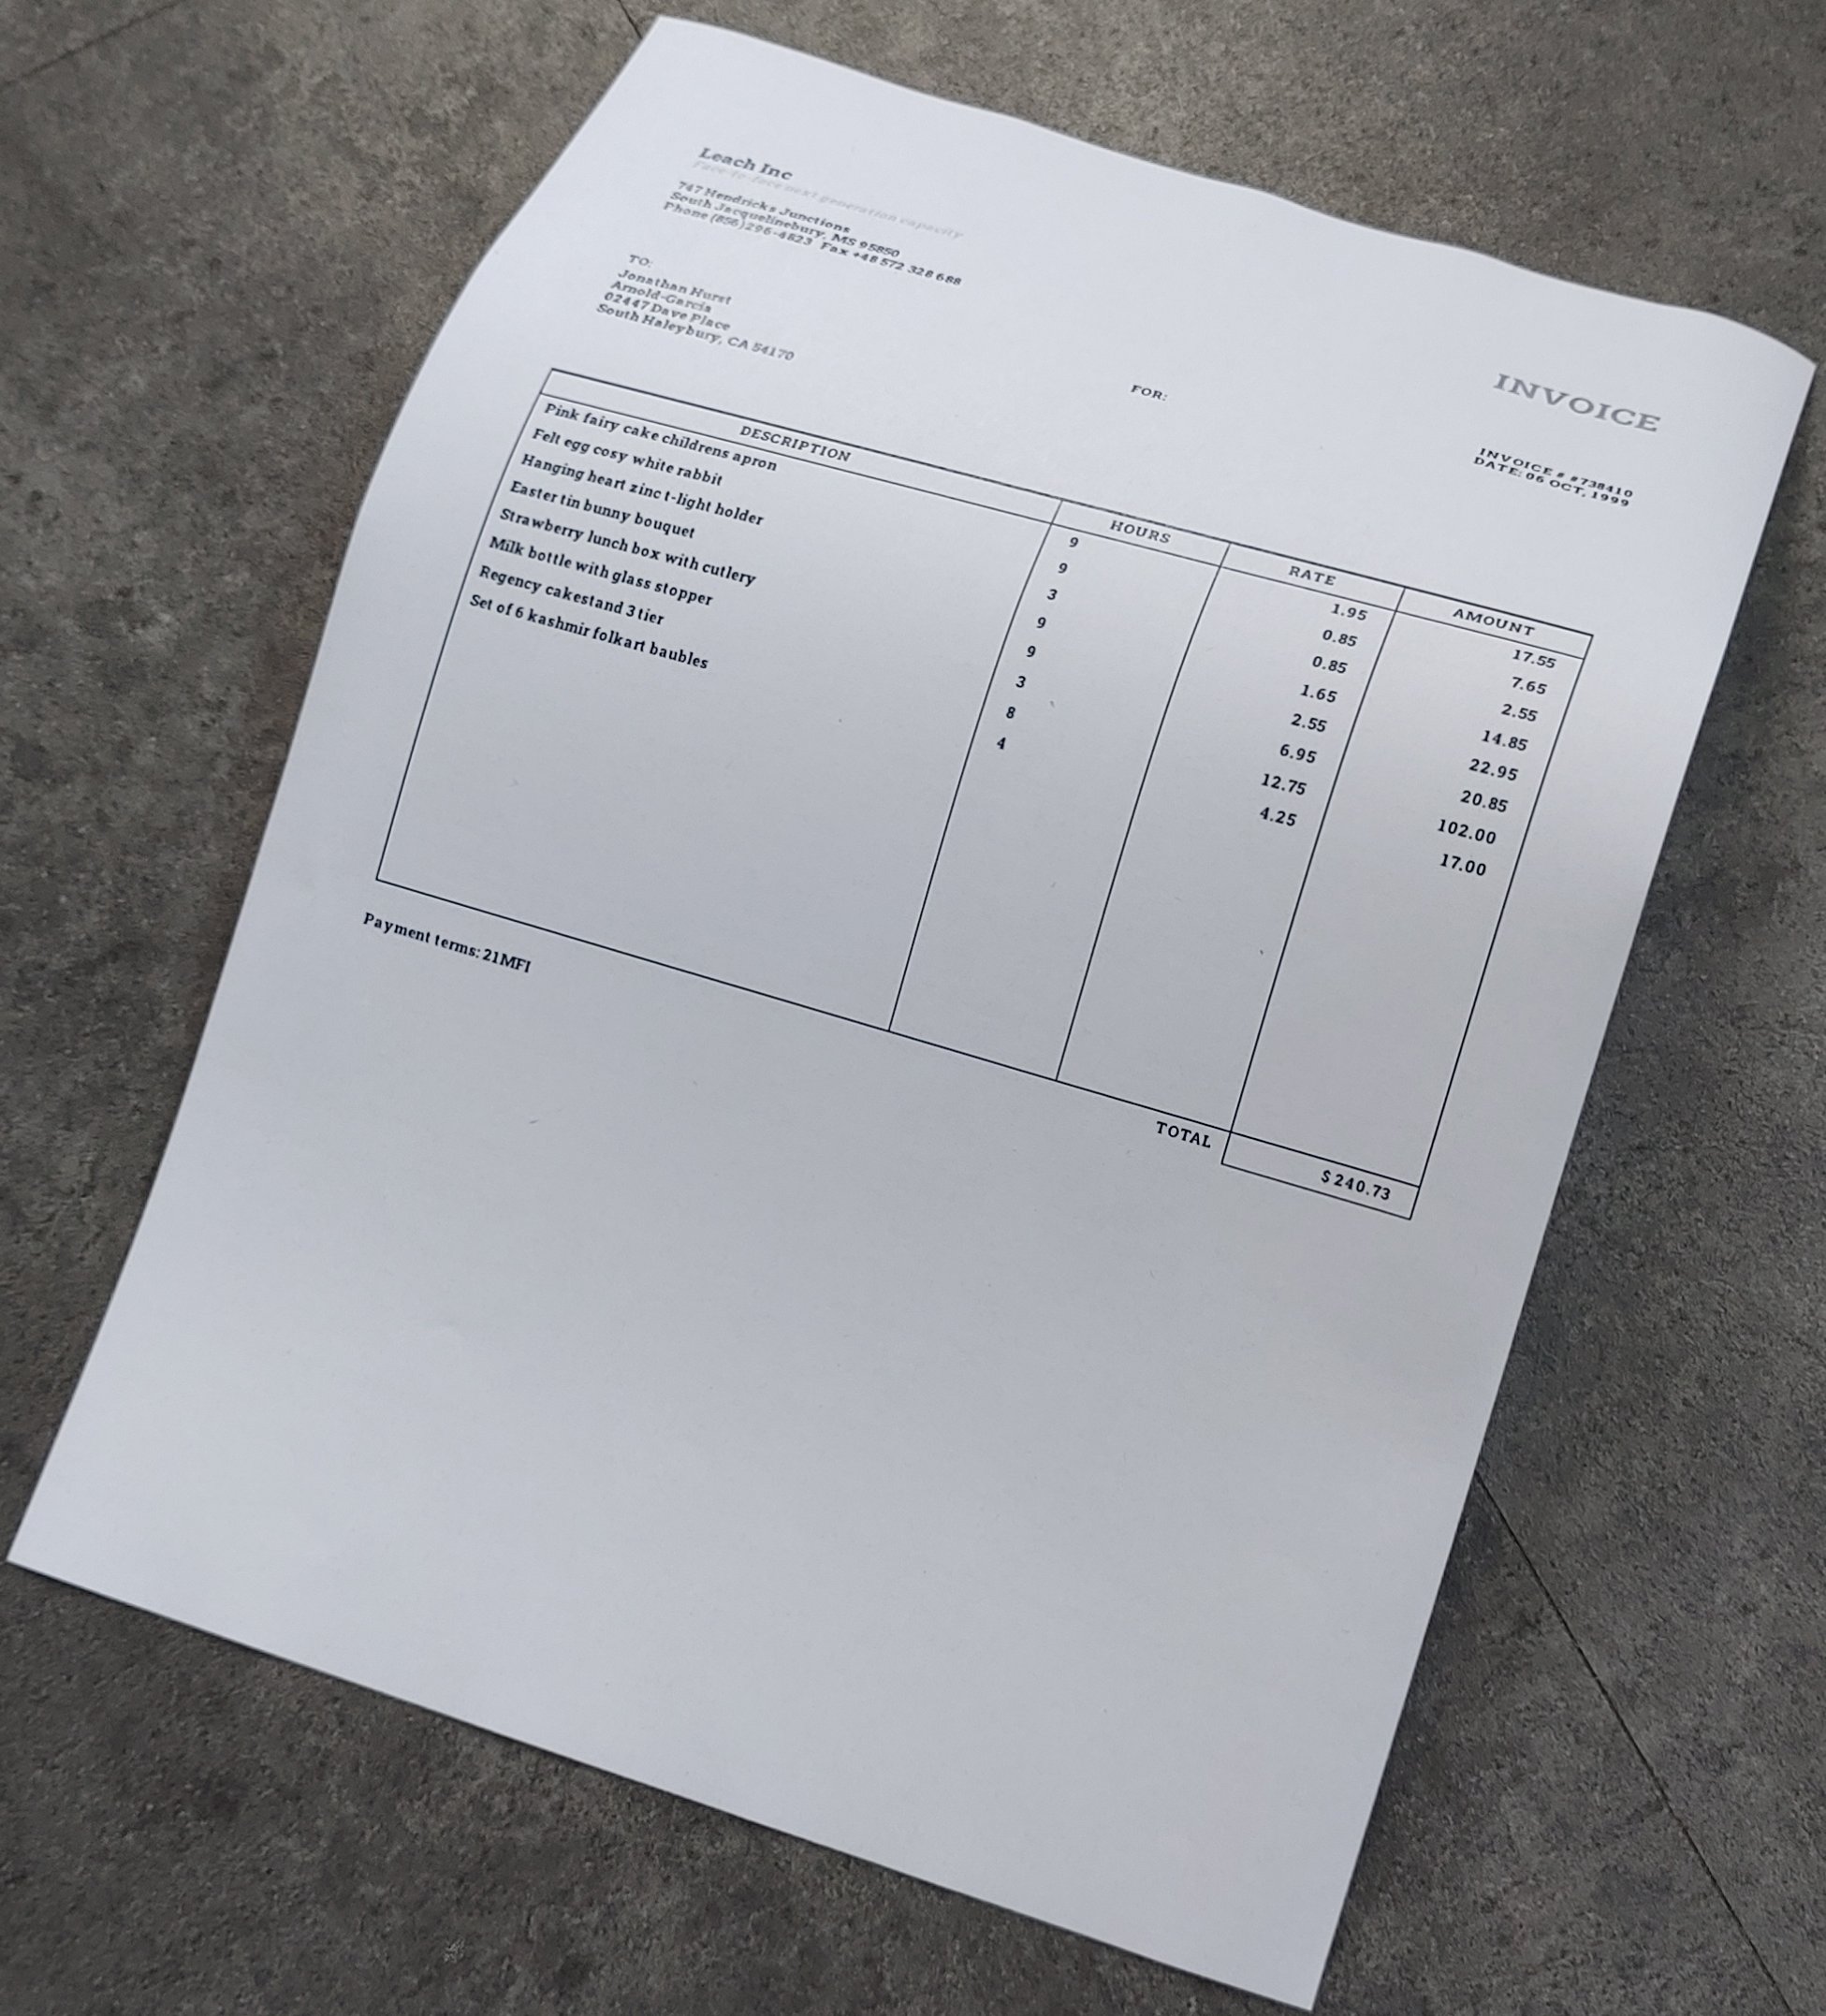 Leach Inc
Face-to-face next generation capacity
747 Hendricks Junctions
South Jacquelinebury, MS 95850
Phone (856)296-4823 Fax +48 572 328 688
INVOICE
INVOICE # #738410
DATE: 06 OCT, 1999
TO:
Jonathan Hurst
Arnold-Garcia
02447 Dave Place
South Haleybury, CA 54170
FOR:
DESCRIPTION HOURS RATE AMOUNT
Pink fairy cake childrens apron 9 1.95 17.55
Felt egg cosy white rabbit 9 0.85 7.65
Hanging heart zinc t-light holder 3 0.85 2.55
Easter tin bunny bouquet 9 1.65 14.85
Strawberry lunch box with cutlery 9 2.55 22.95
Milk bottle with glass stopper 3 6.95 20.85
Regency cakestand 3 tier 8 12.75 102.00
Set of 6 kashmir folkart baubles 4 4.25 17.00
TOTAL $ 240.73
Payment terms: 21MFI